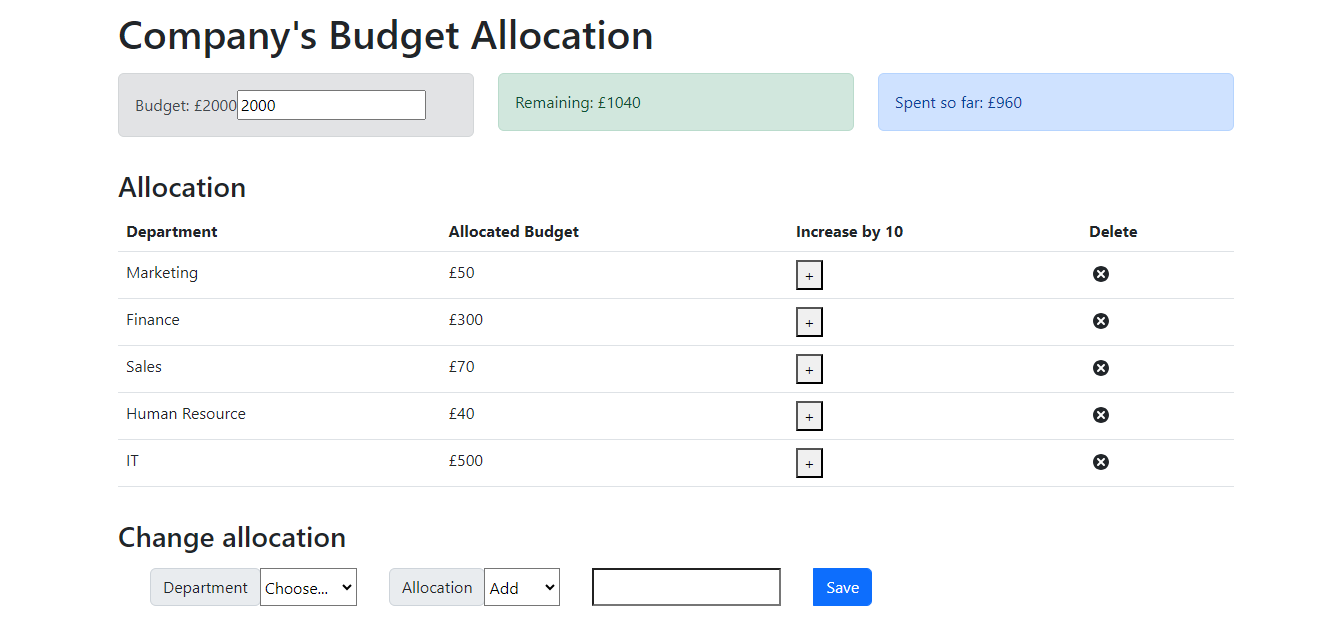 Company's Budget Allocation
Budget: £2000 2000
Remaining: £1040
Spent so far: £960
Allocation
Department Allocated Budget Increase by 10 Delete
Marketing £50 +
Finance £300 +
Sales £70 +
Human Resource £40 +
IT £500 +
Change allocation
Department Choose... Allocation Add Save